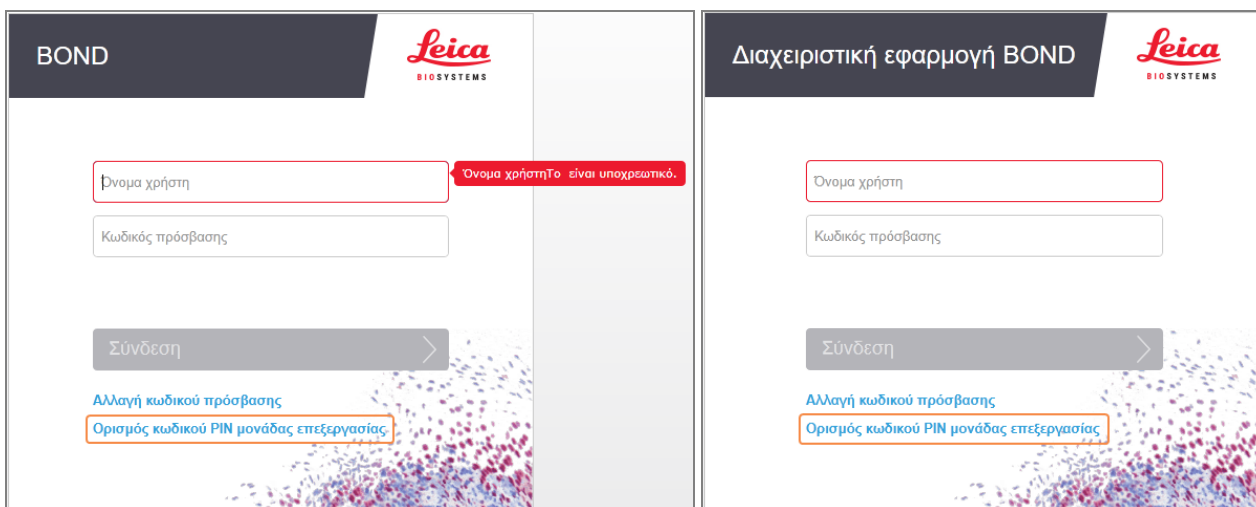 BOND
Leica
BIOSYSTEMS
Όνομα χρήστη
Όνομα χρήστηΤο είναι υποχρεωτικό.
Κωδικός πρόσβασης
Σύνδεση
Αλλαγή κωδικού πρόσβασης
Ορισμός κωδικού PIN μονάδας επεξεργασίας
Διαχειριστική εφαρμογή BOND
Leica
BIOSYSTEMS
Όνομα χρήστη
Κωδικός πρόσβασης
Σύνδεση
Αλλαγή κωδικού πρόσβασης
Ορισμός κωδικού PIN μονάδας επεξεργασίας